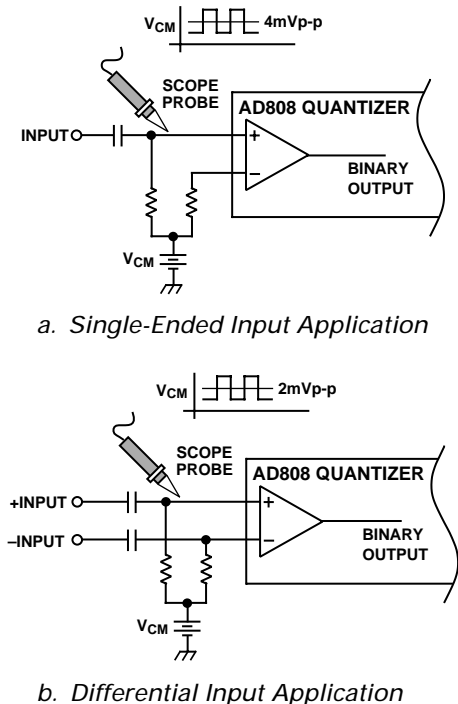 VCM
4mVp-p
SCOPE
PROBE
AD808 QUANTIZER
INPUT
+
−
BINARY
OUTPUT
VCM
a. Single-Ended Input Application
VCM
2mVp-p
SCOPE
PROBE
AD808 QUANTIZER
+INPUT
+
−INPUT
−
BINARY
OUTPUT
VCM
b. Differential Input Application